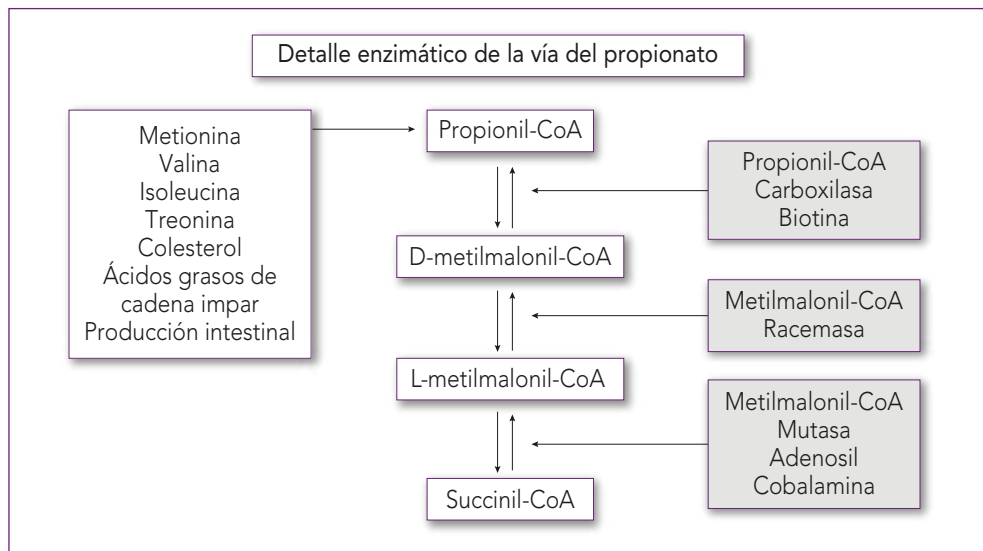 Detalle enzimático de la vía del propionato
Metionina
Valina
Isoleucina
Treonina
Colesterol
Ácidos grasos de
cadena impar
Producción intestinal
Propionil-CoA
D-metilmalonil-CoA
L-metilmalonil-CoA
Succinil-CoA
Propionil-CoA
Carboxilasa
Biotina
Metilmalonil-CoA
Racemasa
Metilmalonil-CoA
Mutasa
Adenosil
Cobalamina